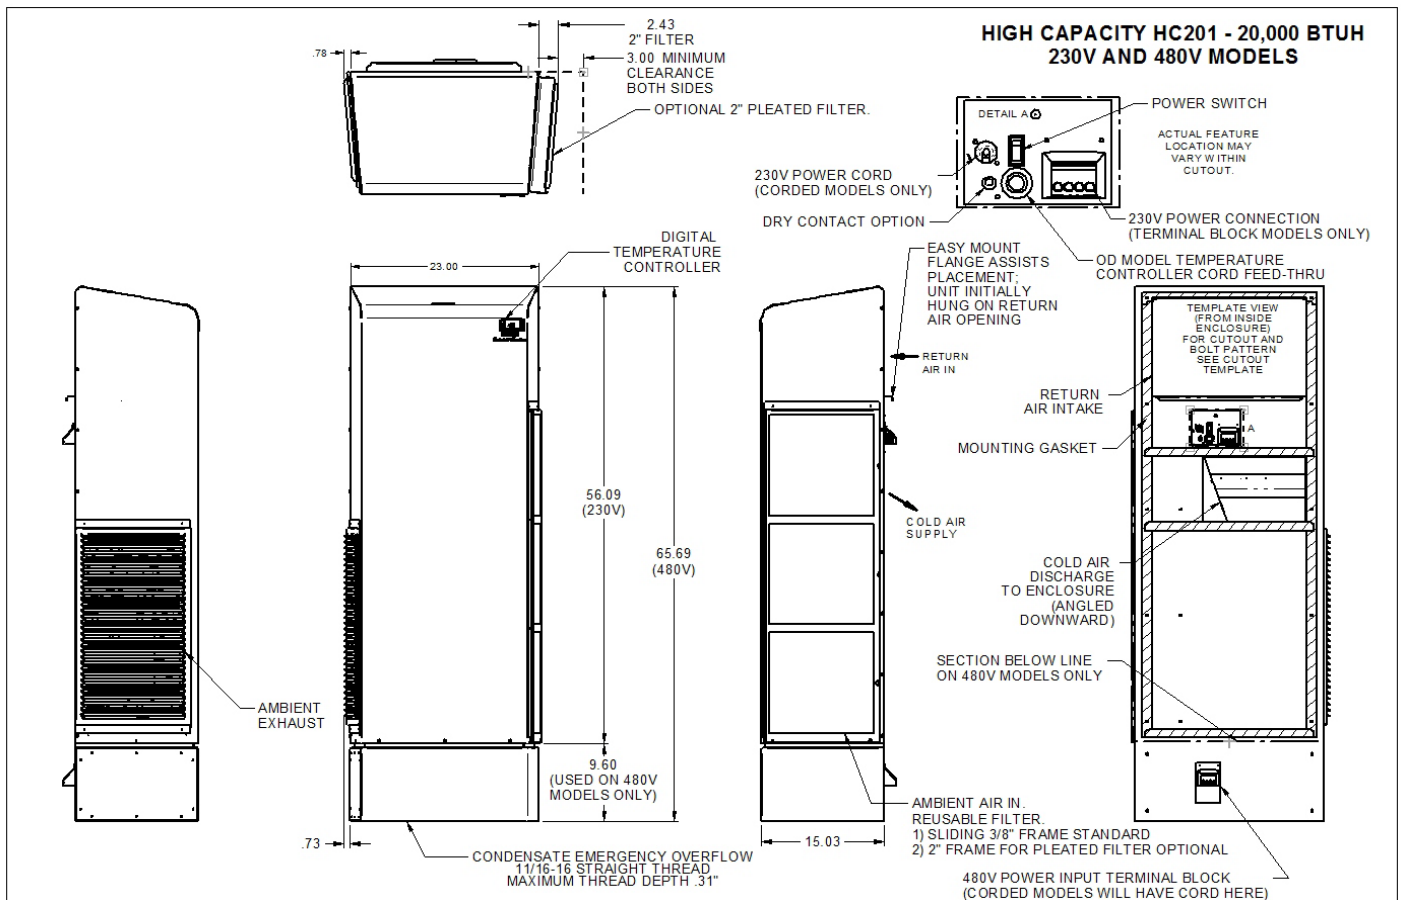 HIGH CAPACITY HC201 - 20,000 BTUH
230V AND 480V MODELS
2.43
2" FILTER
.78
3.00 MINIMUM
CLEARANCE
BOTH SIDES
OPTIONAL 2" PLEATED FILTER.
DETAIL A
POWER SWITCH
ACTUAL FEATURE
LOCATION MAY
VARY WITHIN
CUTOUT.
230V POWER CORD
(CORDED MODELS ONLY)
DRY CONTACT OPTION
230V POWER CONNECTION
(TERMINAL BLOCK MODELS ONLY)
OD MODEL TEMPERATURE
CONTROLLER CORD FEED-THRU
DIGITAL
TEMPERATURE
CONTROLLER
23.00
EASY MOUNT
FLANGE ASSISTS
PLACEMENT;
UNIT INITIALLY
HUNG ON RETURN
AIR OPENING
RETURN
AIR IN
TEMPLATE VIEW
(FROM INSIDE
ENCLOSURE)
FOR CUTOUT AND
BOLT PATTERN
SEE CUTOUT
TEMPLATE
RETURN
AIR INTAKE
A
MOUNTING GASKET
56.09
(230V)
65.69
(480V)
COLD AIR
SUPPLY
COLD AIR
DISCHARGE
TO ENCLOSURE
(ANGLED
DOWNWARD)
SECTION BELOW LINE
ON 480V MODELS ONLY
AMBIENT
EXHAUST
9.60
(USED ON 480V
MODELS ONLY)
.73
15.03
CONDENSATE EMERGENCY OVERFLOW
11/16-16 STRAIGHT THREAD
MAXIMUM THREAD DEPTH .31"
AMBIENT AIR IN.
REUSABLE FILTER.
1) SLIDING 3/8" FRAME STANDARD
2) 2" FRAME FOR PLEATED FILTER OPTIONAL
480V POWER INPUT TERMINAL BLOCK
(CORDED MODELS WILL HAVE CORD HERE)